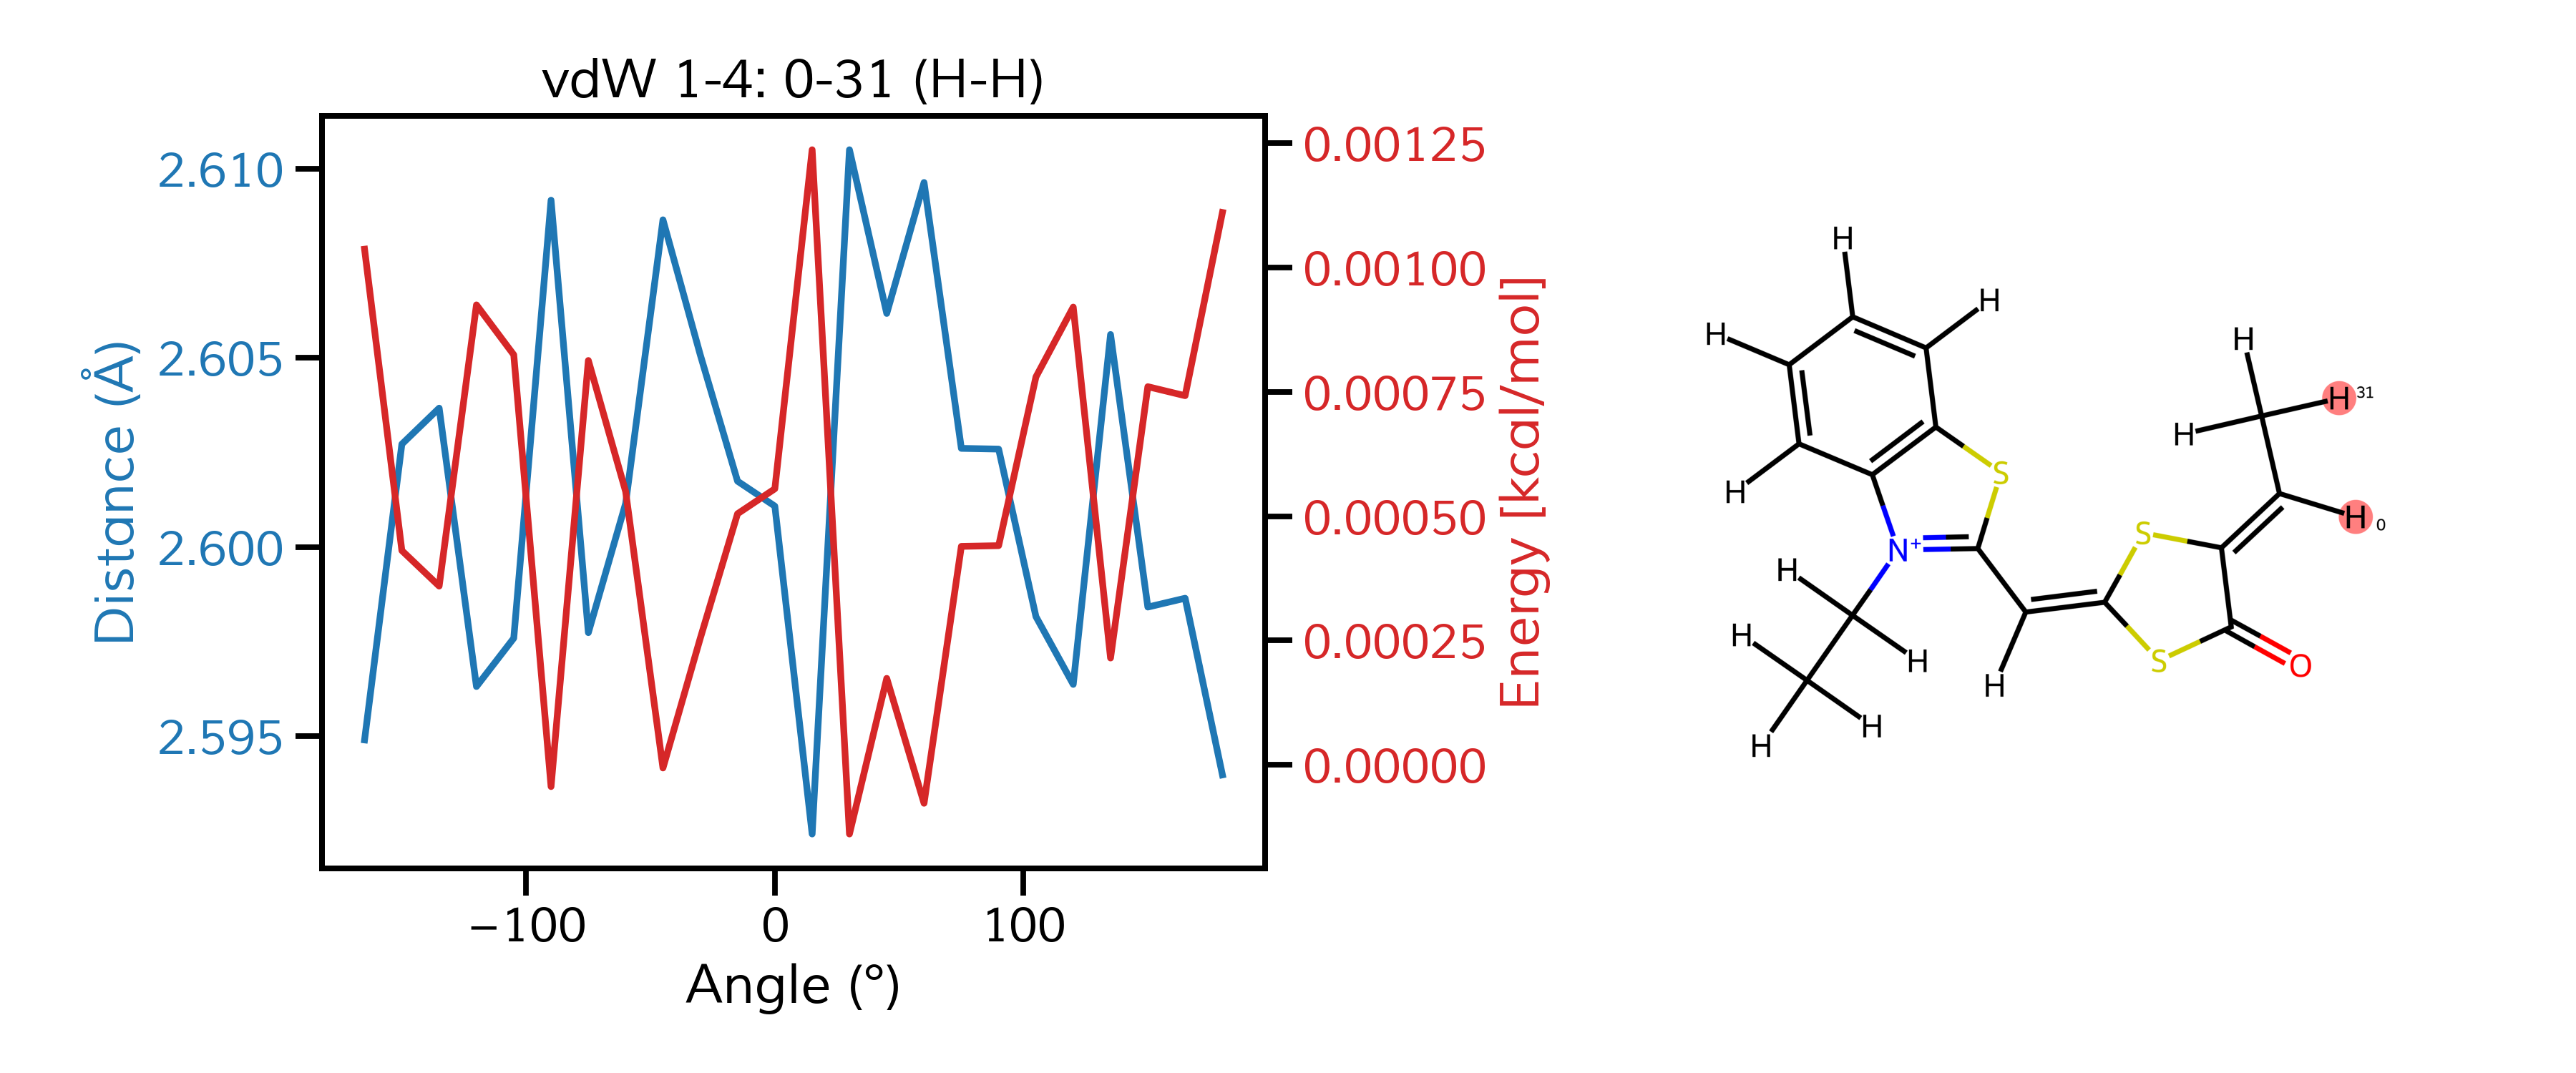 vdW 1-4: 0-31 (H-H)
2.610
2.605
2.600
2.595
Distance (Å)
0.00125
0.00100
0.00075
0.00050
0.00025
0.00000
Energy [kcal/mol]
−100 0 100
Angle (°)
H
H
H
H
H
H 31
H
H
S
H
H 0
S
N+
H
H
H
S
O
H
H
H